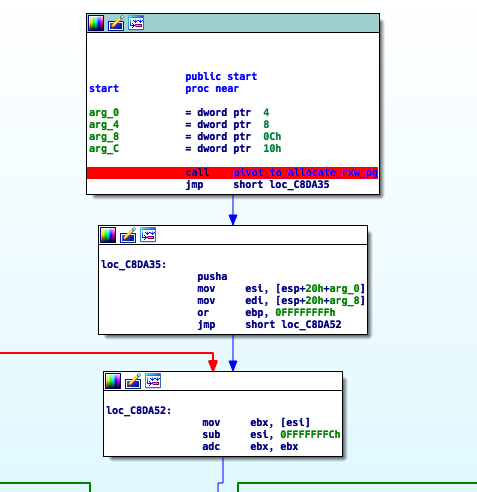 public start
start proc near
arg_0 = dword ptr 4
arg_4 = dword ptr 8
arg_8 = dword ptr 0Ch
arg_C = dword ptr 10h
call pivot_to_allocate_rxw_pg
jmp short loc_C8DA35
loc_C8DA35:
pusha
mov esi, [esp+20h+arg_0]
mov edi, [esp+20h+arg_8]
or ebp, 0FFFFFFFFh
jmp short loc_C8DA52
loc_C8DA52:
mov ebx, [esi]
sub esi, 0FFFFFFFCh
adc ebx, ebx